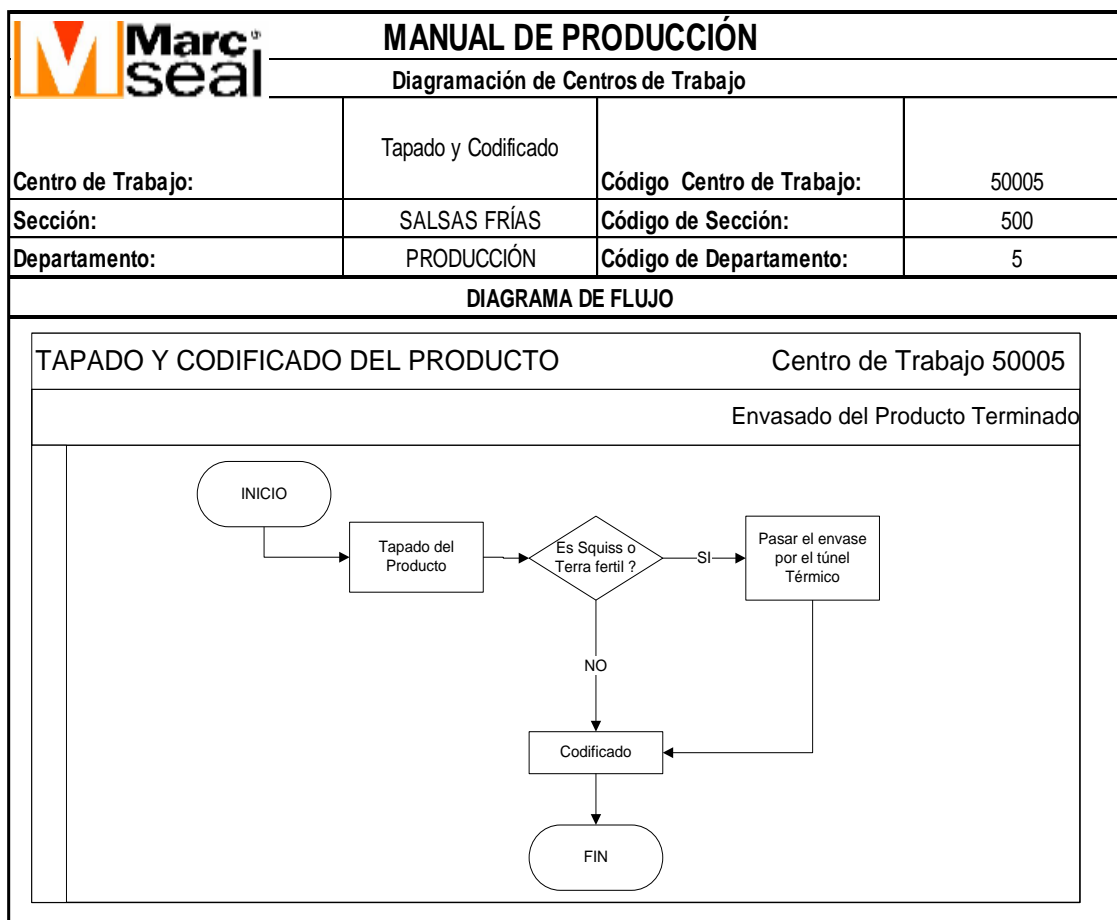 Marc®
seal
MANUAL DE PRODUCCIÓN
Diagramación de Centros de Trabajo
Centro de Trabajo:
Tapado y Codificado
Código Centro de Trabajo:
50005
Sección:
SALSAS FRÍAS
Código de Sección:
500
Departamento:
PRODUCCIÓN
Código de Departamento:
5
DIAGRAMA DE FLUJO
TAPADO Y CODIFICADO DEL PRODUCTO
Centro de Trabajo 50005
Envasado del Producto Terminado
INICIO
Tapado del
Producto
Es Squiss o
Terra fertil ?
SI
Pasar el envase
por el túnel
Térmico
NO
Codificado
FIN